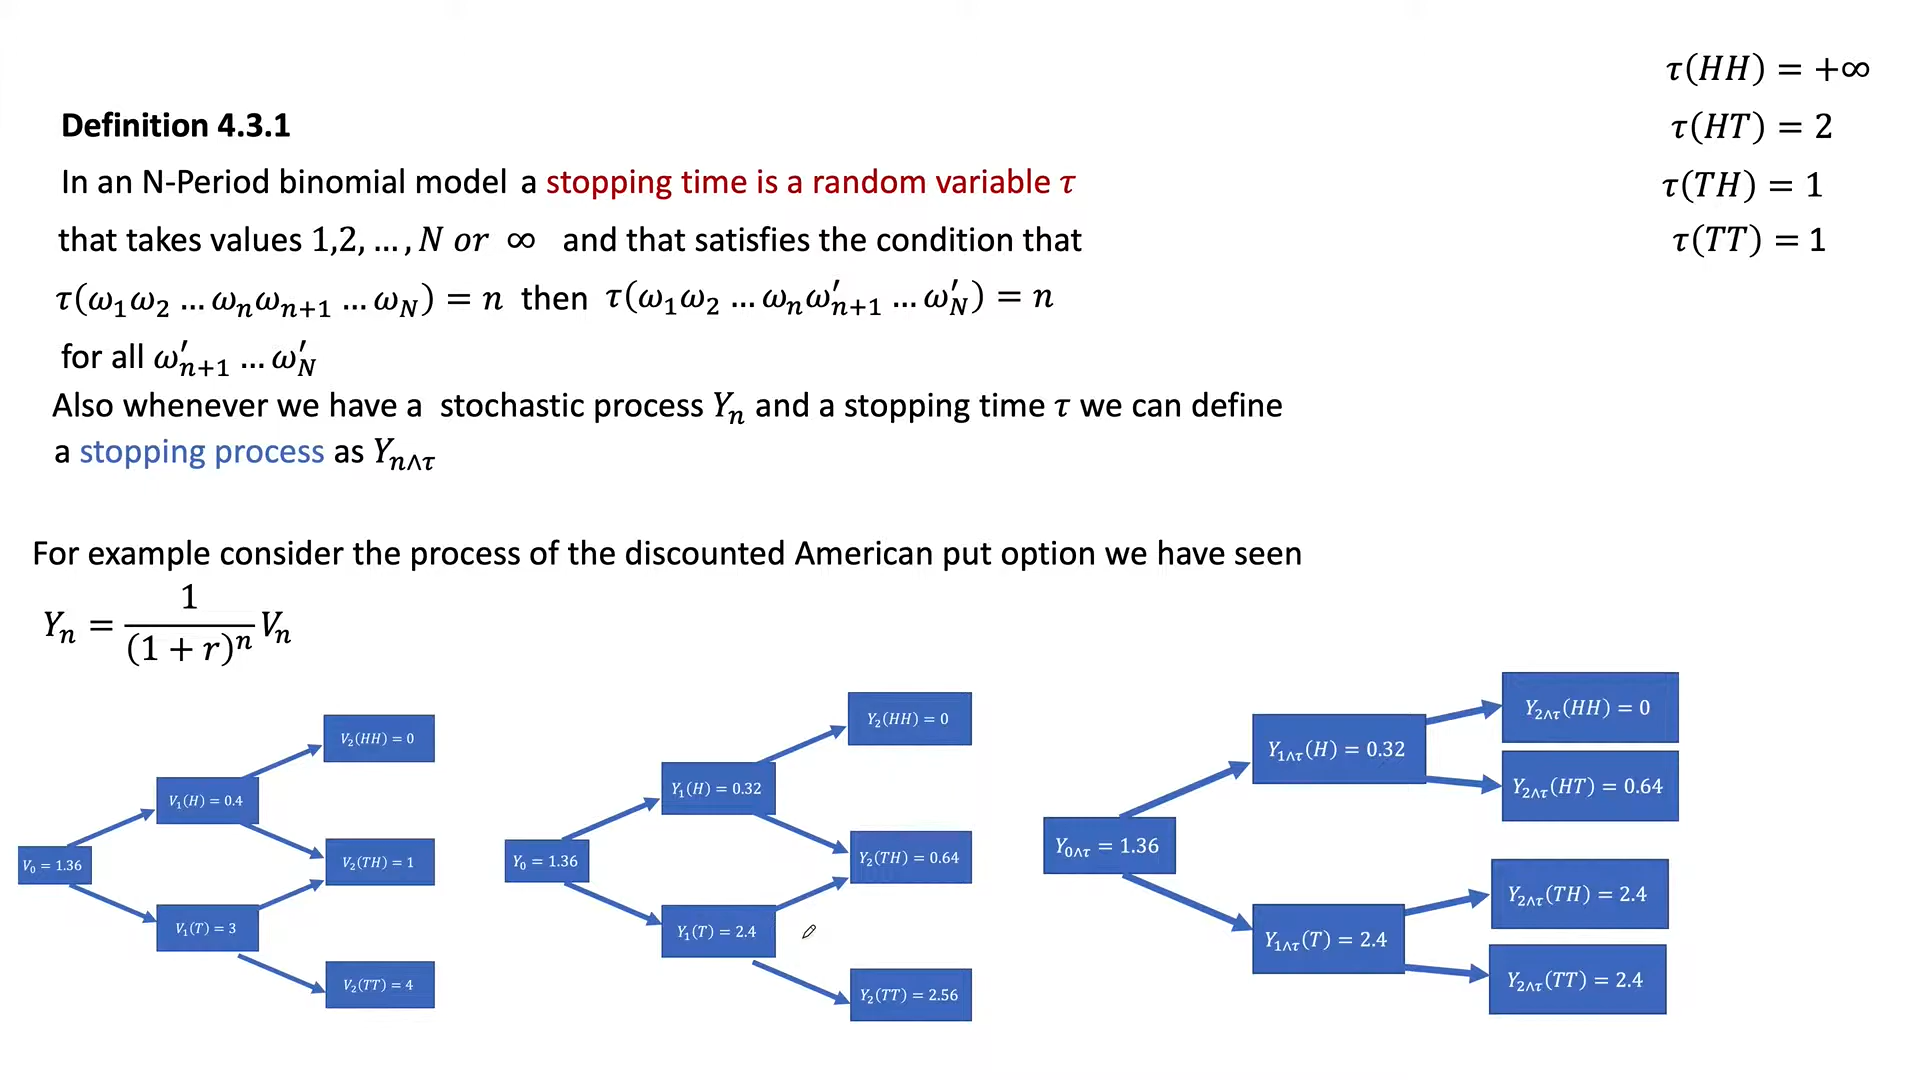 τ(HH) = +∞
τ(HT) = 2
τ(TH) = 1
τ(TT) = 1
Definition 4.3.1
In an N-Period binomial model a stopping time is a random variable τ
that takes values 1,2, … , N or ∞ and that satisfies the condition that
τ(ω₁ω₂ … ωₙωₙ₊₁ … ω_N) = n then τ(ω₁ω₂ … ωₙω′ₙ₊₁ … ω′_N) = n
for all ω′ₙ₊₁ … ω′_N
Also whenever we have a stochastic process Yₙ and a stopping time τ we can define
a stopping process as Y_{n∧τ}
For example consider the process of the discounted American put option we have seen
Yₙ = 1/(1 + r)ⁿ Vₙ
V₀ = 1.36
V₁(H) = 0.4
V₁(T) = 3
V₂(HH) = 0
V₂(TH) = 1
V₂(TT) = 4
Y₀ = 1.36
Y₁(H) = 0.32
Y₁(T) = 2.4
Y₂(HH) = 0
Y₂(TH) = 0.64
Y₂(TT) = 2.56
Y_{0∧τ} = 1.36
Y_{1∧τ}(H) = 0.32
Y_{1∧τ}(T) = 2.4
Y_{2∧τ}(HH) = 0
Y_{2∧τ}(HT) = 0.64
Y_{2∧τ}(TH) = 2.4
Y_{2∧τ}(TT) = 2.4